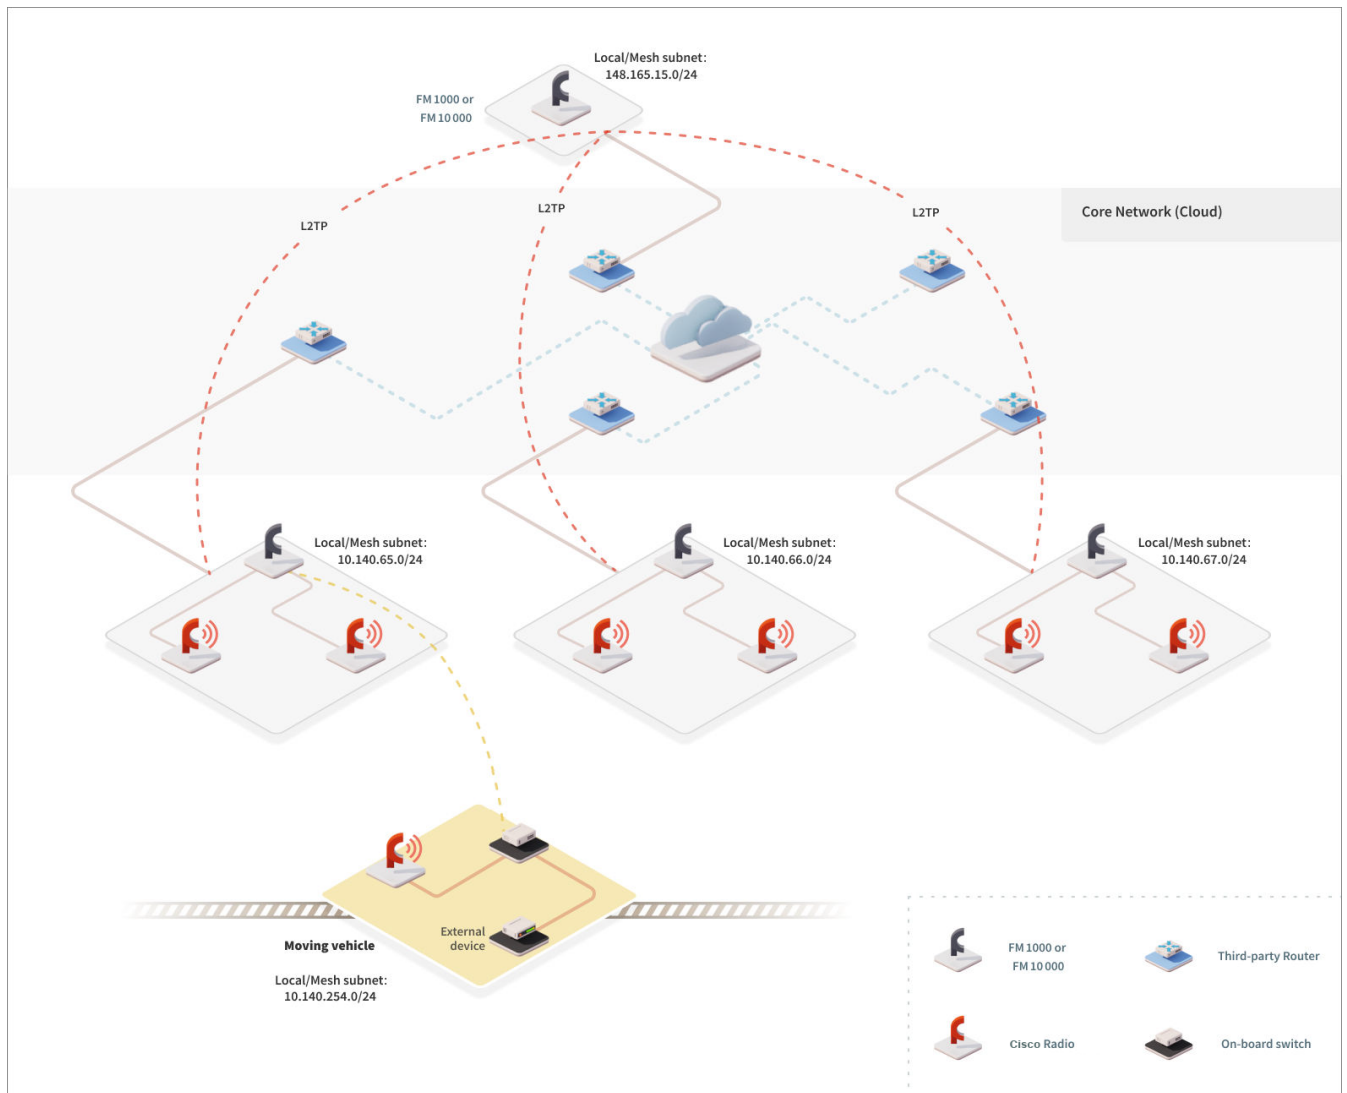 Local/Mesh subnet:
148.165.15.0/24
FM 1000 or
FM 10 000
Core Network (Cloud)
L2TP
L2TP
L2TP
Local/Mesh subnet:
10.140.65.0/24
Local/Mesh subnet:
10.140.66.0/24
Local/Mesh subnet:
10.140.67.0/24
External
device
Moving vehicle
Local/Mesh subnet:
10.140.254.0/24
FM 1000 or
FM 10 000
Third-party Router
Cisco Radio
On-board switch